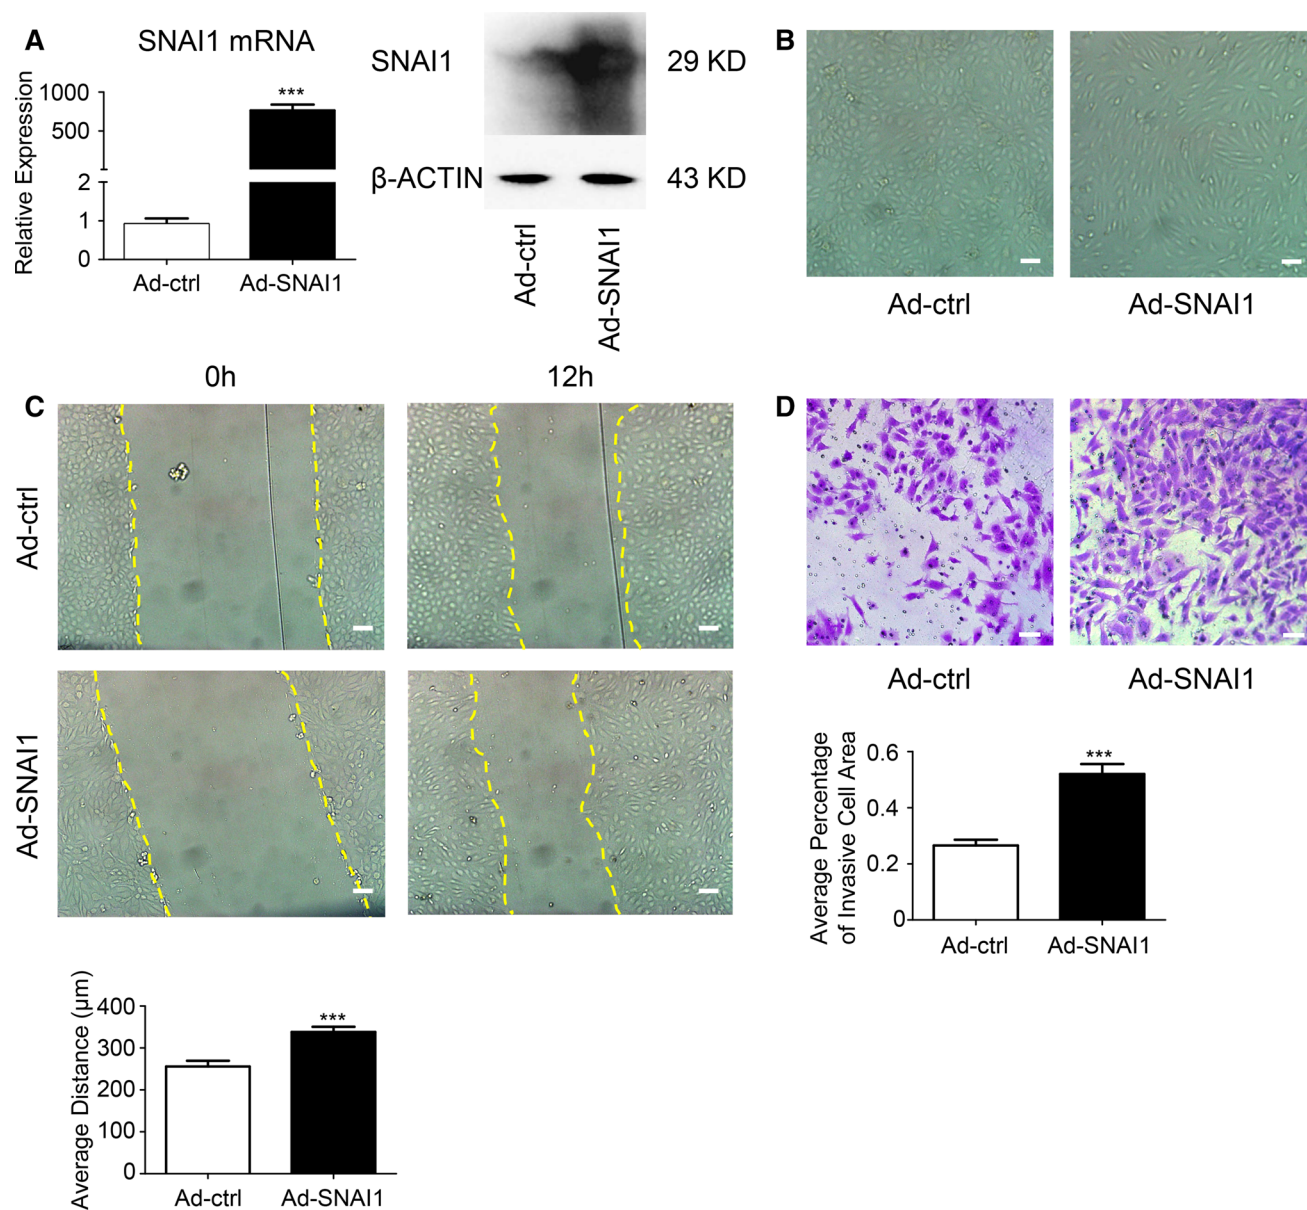 A
SNAI1 mRNA
Relative Expression
1000
500
2
1
0
***
Ad-ctrl
Ad-SNAI1
SNAI1
29 KD
β-ACTIN
43 KD
Ad-ctrl
Ad-SNAI1
B
Ad-ctrl
Ad-SNAI1
C
0h
12h
Ad-ctrl
Ad-SNAI1
Average Distance (μm)
400
300
200
100
0
***
Ad-ctrl
Ad-SNAI1
D
Ad-ctrl
Ad-SNAI1
Average Percentage
of Invasive Cell Area
0.6
0.4
0.2
0
***
Ad-ctrl
Ad-SNAI1